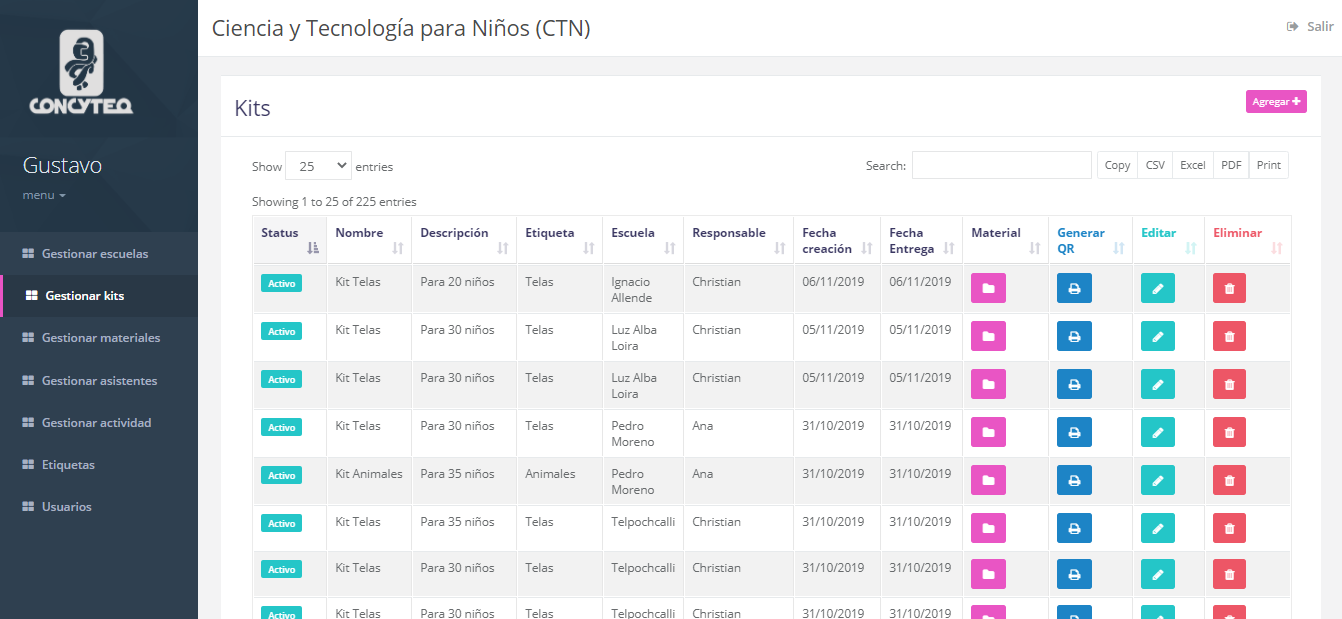 Ciencia y Tecnología para Niños (CTN)
Salir
CONCYTEQ
Gustavo
menu
Gestionar escuelas
Gestionar kits
Gestionar materiales
Gestionar asistentes
Gestionar actividad
Etiquetas
Usuarios
Kits
Agregar +
Show 25 entries
Search:
Copy CSV Excel PDF Print
Showing 1 to 25 of 225 entries
Status Nombre Descripción Etiqueta Escuela Responsable Fecha creación Fecha Entrega Material Generar QR Editar Eliminar
Activo Kit Telas Para 20 niños Telas Ignacio Allende Christian 06/11/2019 06/11/2019
Activo Kit Telas Para 30 niños Telas Luz Alba Loira Christian 05/11/2019 05/11/2019
Activo Kit Telas Para 30 niños Telas Luz Alba Loira Christian 05/11/2019 05/11/2019
Activo Kit Telas Para 30 niños Telas Pedro Moreno Ana 31/10/2019 31/10/2019
Activo Kit Animales Para 35 niños Animales Pedro Moreno Ana 31/10/2019 31/10/2019
Activo Kit Telas Para 35 niños Telas Telpochcalli Christian 31/10/2019 31/10/2019
Activo Kit Telas Para 30 niños Telas Telpochcalli Christian 31/10/2019 31/10/2019
Activo Kit Telas Para 30 niños Telas Telpochcalli Christian 31/10/2019 31/10/2019